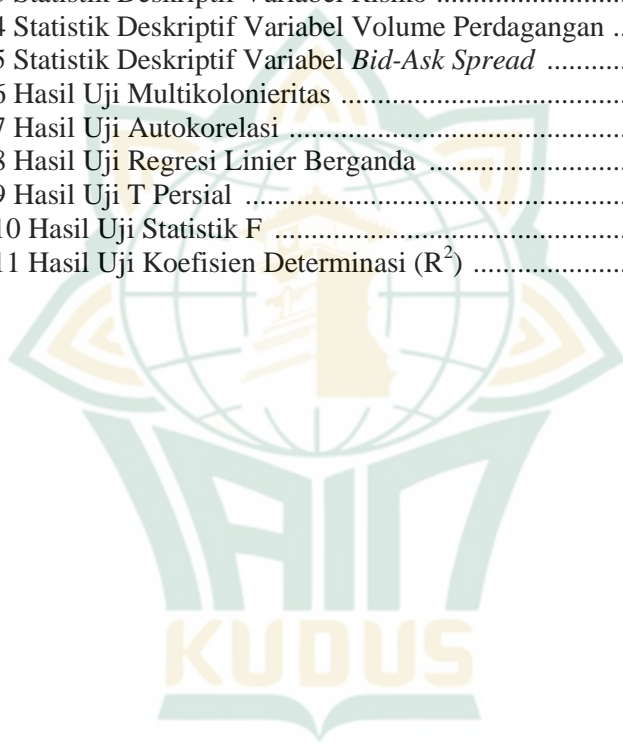 3 Statistik Deskriptif Variabel Risiko ..............................
4 Statistik Deskriptif Variabel Volume Perdagangan ..
5 Statistik Deskriptif Variabel Bid-Ask Spread ............
6 Hasil Uji Multikolonieritas .............................................
7 Hasil Uji Autokorelasi ....................................................
8 Hasil Uji Regresi Linier Berganda ................................
9 Hasil Uji T Persial ..........................................................
10 Hasil Uji Statistik F ......................................................
11 Hasil Uji Koefisien Determinasi (R²) ........................
IAIN
KUDUS